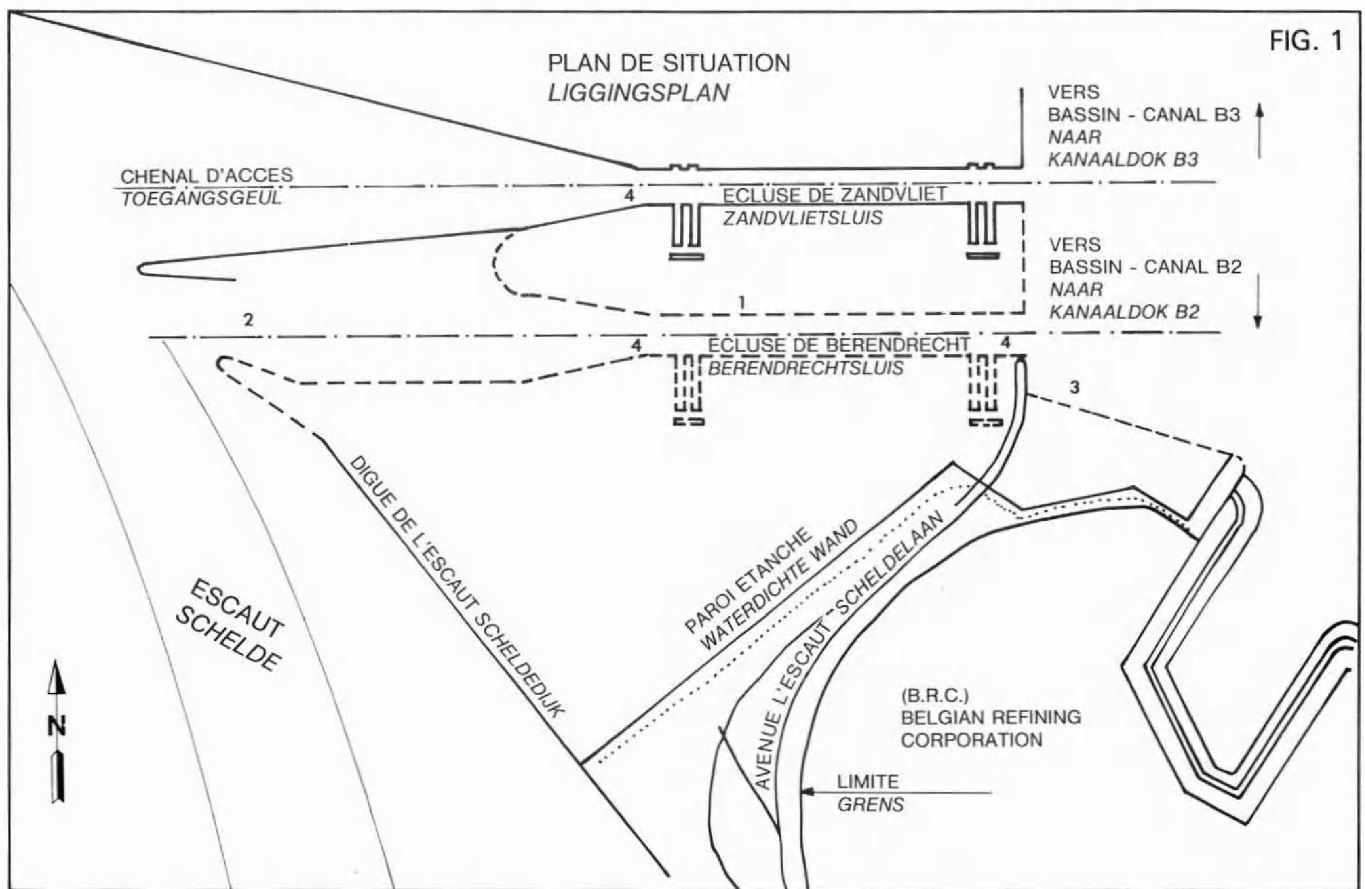 FIG. 1
PLAN DE SITUATION
LIGGINGSPLAN
VERS
BASSIN - CANAL B3
NAAR
KANAALDOK B3
CHENAL D'ACCES
TOEGANGSGEUL
4
ECLUSE DE ZANDVLIET
ZANDVLIETSLUIS
VERS
BASSIN - CANAL B2
NAAR
KANAALDOK B2
1
2
4
ECLUSE DE BERENDRECHT
BERENDRECHTSLUIS
4
3
DIGUE DE L'ESCAUT SCHELDEDIJK
PAROI ETANCHE
WATERDICHTE WAND
AVENUE L'ESCAUT - SCHELDELAAN
ESCAUT
SCHELDE
N
(B.R.C.)
BELGIAN REFINING
CORPORATION
LIMITE
GRENS